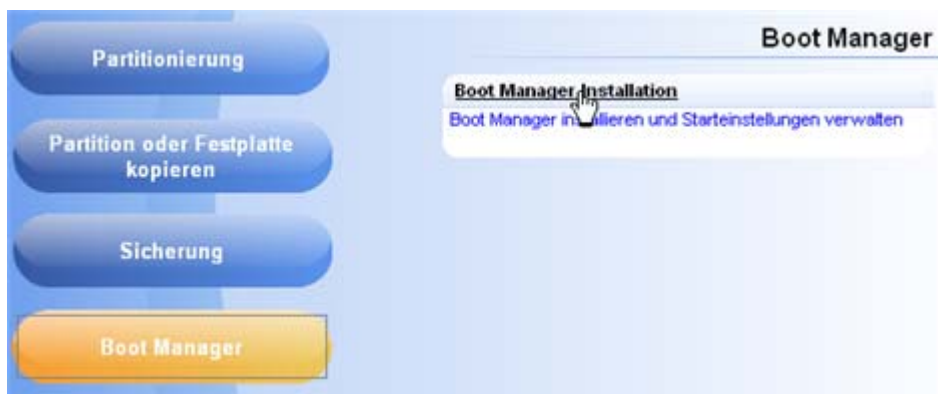 Partitionierung
Partition oder Festplatte
kopieren
Sicherung
Boot Manager
Boot Manager
Boot Manager Installation
Boot Manager installieren und Starteinstellungen verwalten